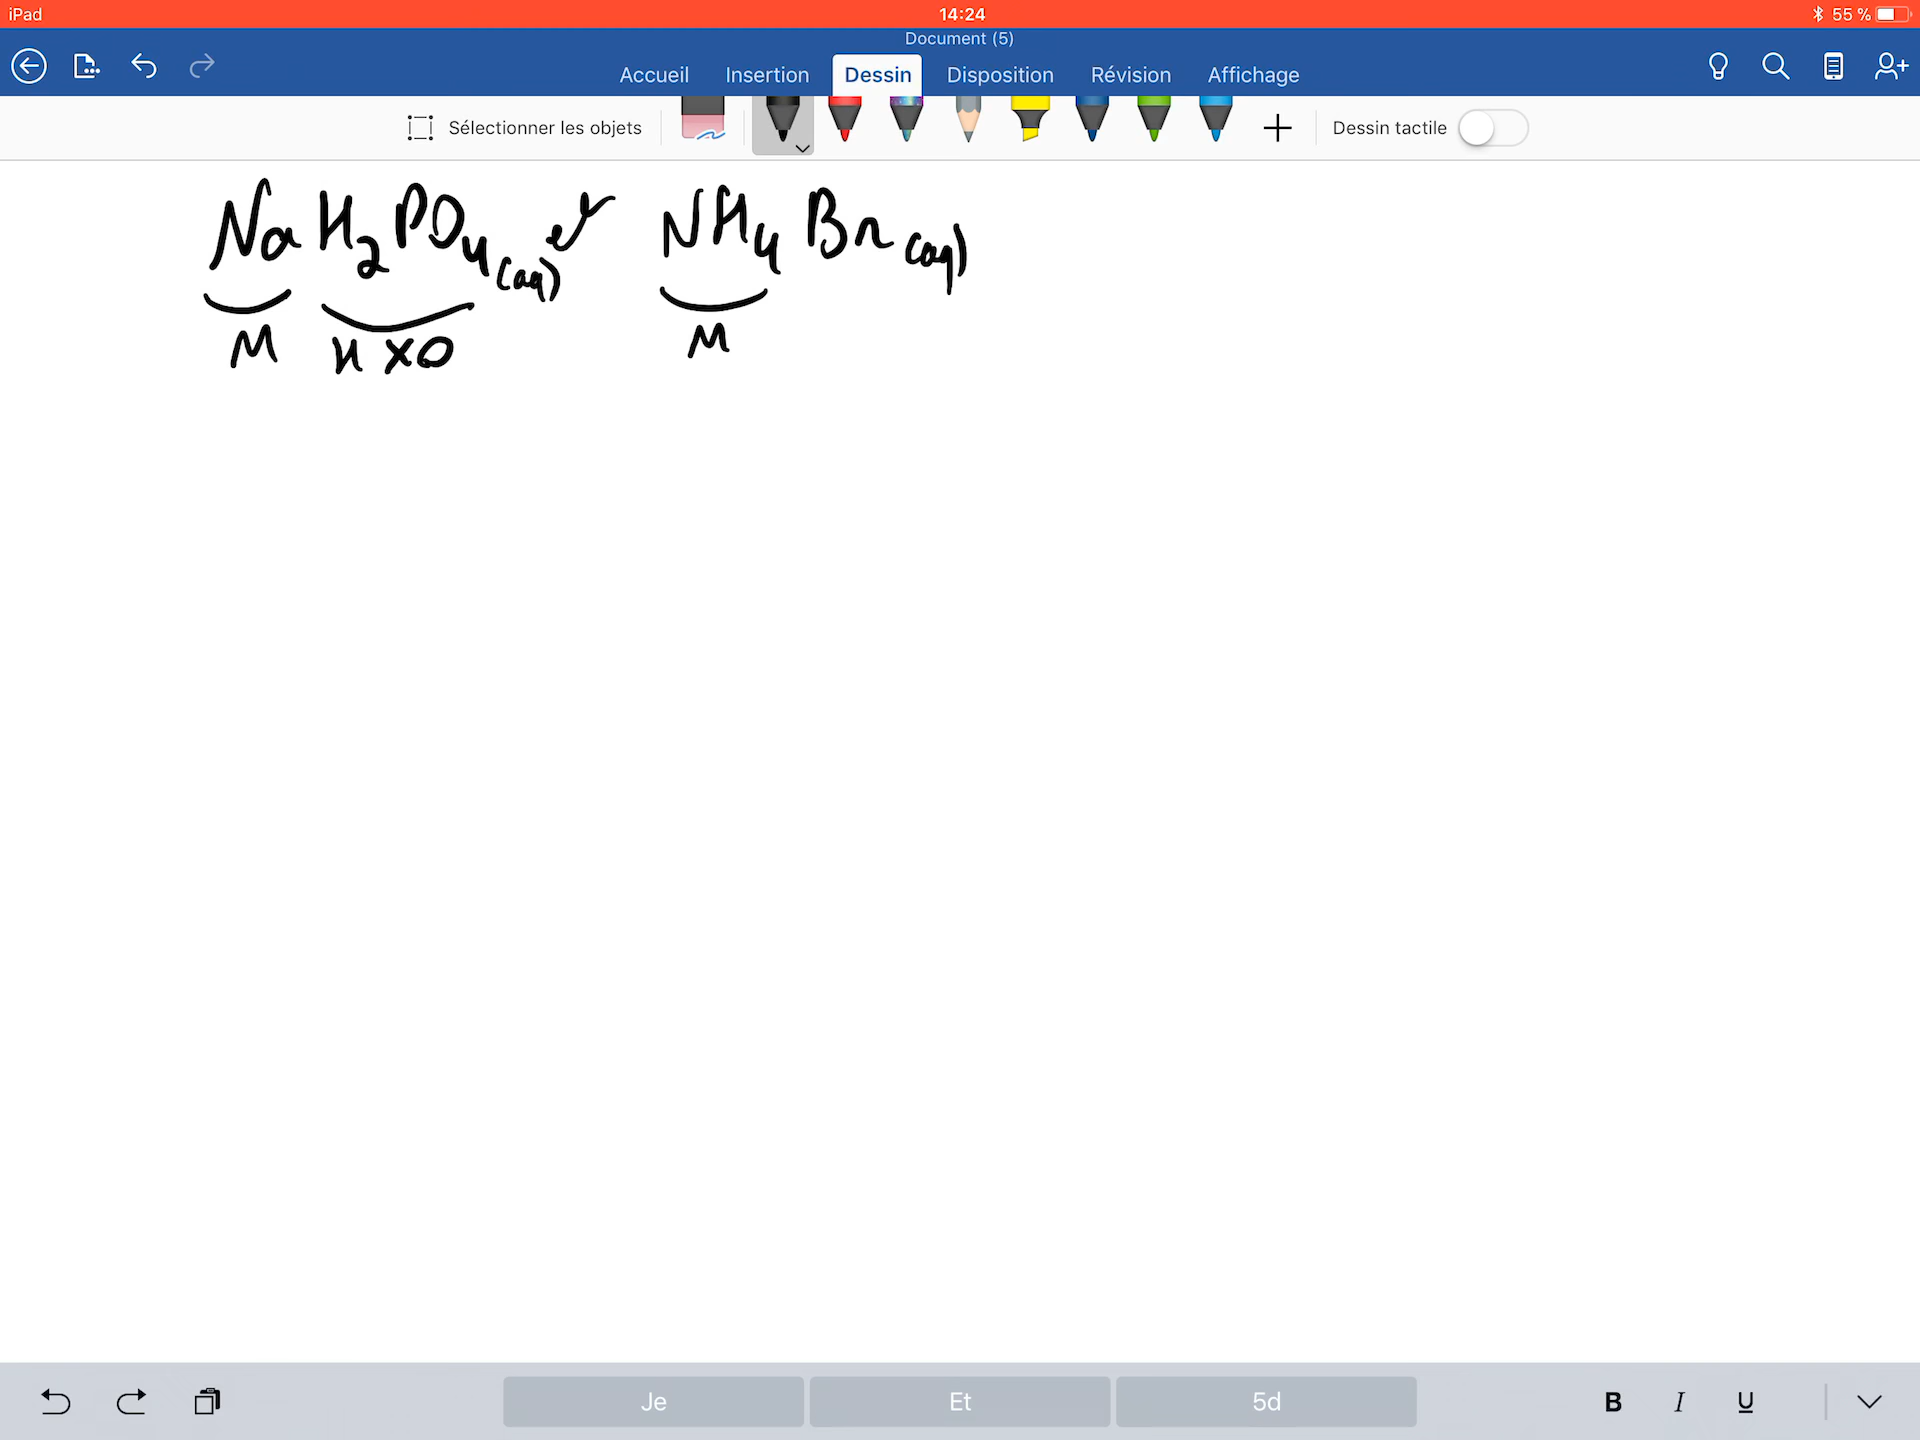 iPad 14:24 55 %
Document (5)
Accueil Insertion Dessin Disposition Révision Affichage
Sélectionner les objets Dessin tactile
NaH₂PO₄(aq) et NH₄Br(aq)
M HXO M
Je Et 5d B I U